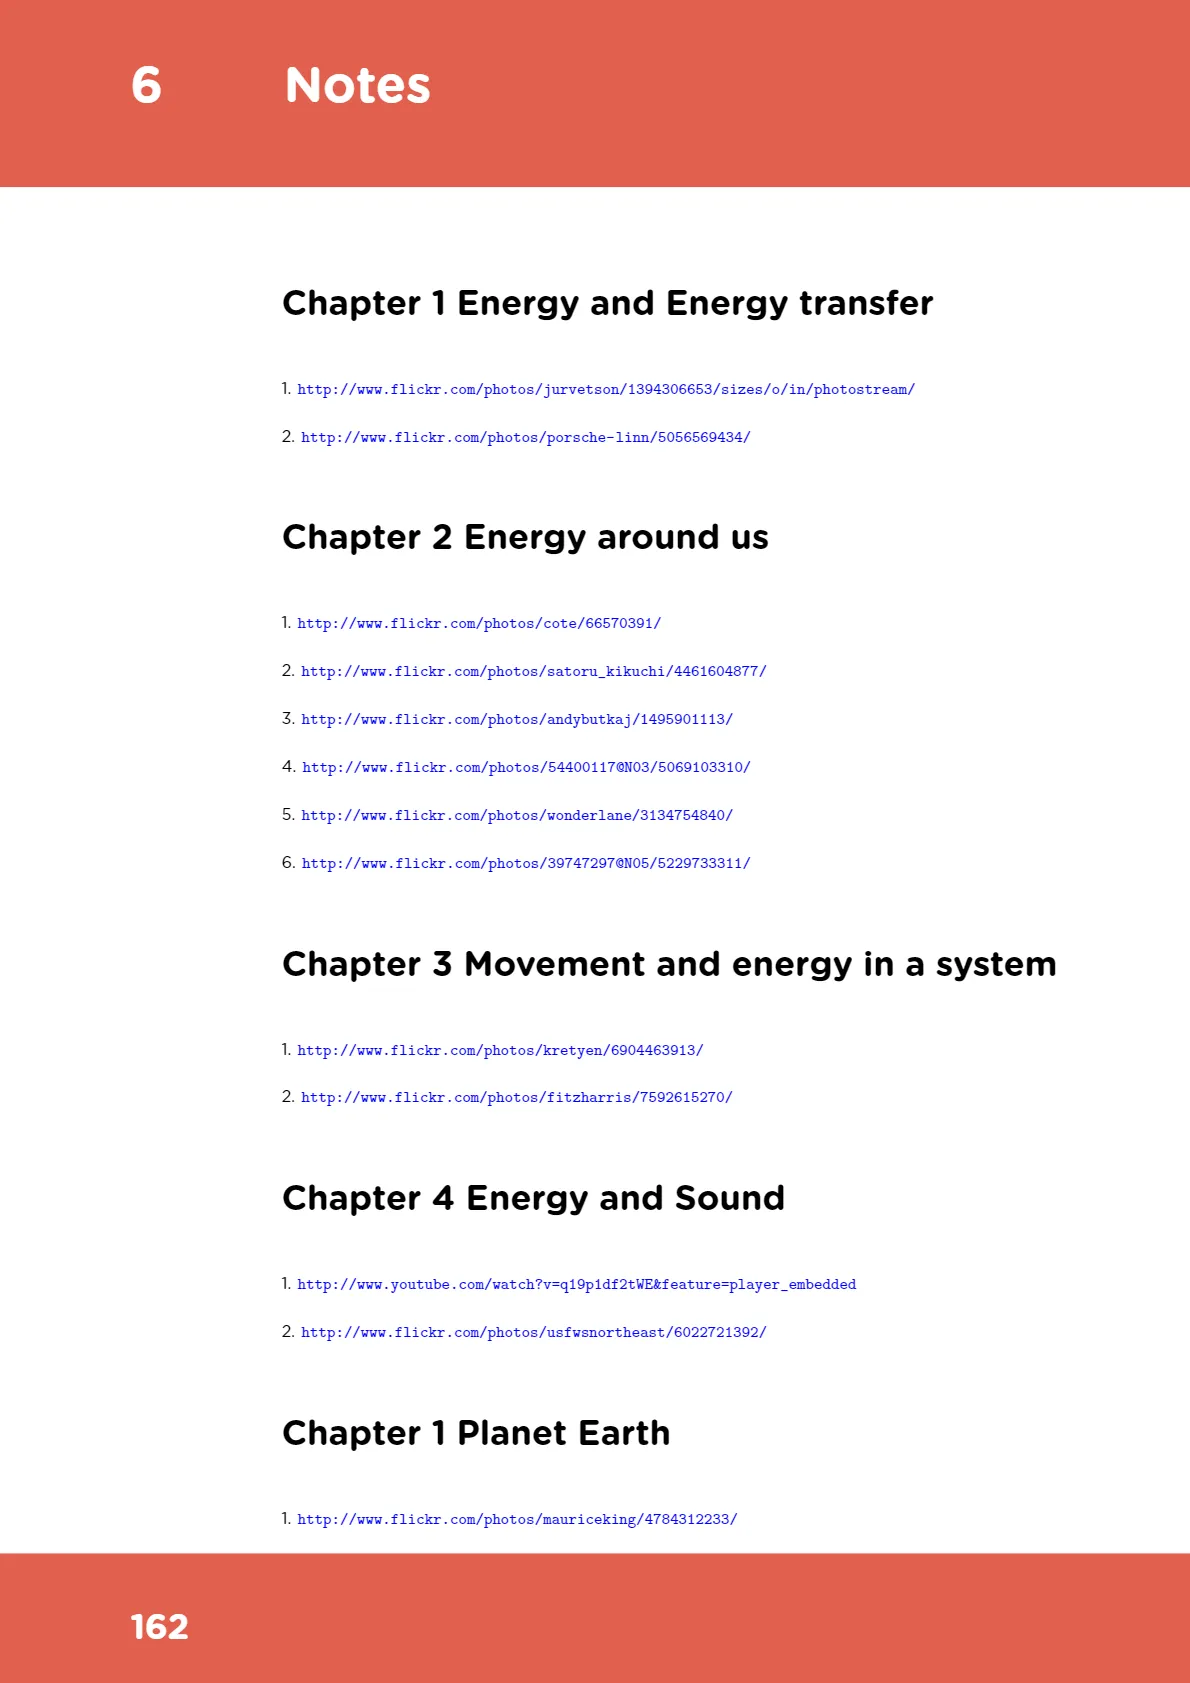 6 Notes
Chapter 1 Energy and Energy transfer
1. http://www.flickr.com/photos/jurvetson/1394306653/sizes/o/in/photostream/
2. http://www.flickr.com/photos/porsche-linn/5056569434/
Chapter 2 Energy around us
1. http://www.flickr.com/photos/cote/66570391/
2. http://www.flickr.com/photos/satoru_kikuchi/4461604877/
3. http://www.flickr.com/photos/andybutkaj/1495901113/
4. http://www.flickr.com/photos/54400117@N03/5069103310/
5. http://www.flickr.com/photos/wonderlane/3134754840/
6. http://www.flickr.com/photos/39747297@N05/5229733311/
Chapter 3 Movement and energy in a system
1. http://www.flickr.com/photos/kretyen/6904463913/
2. http://www.flickr.com/photos/fitzharris/7592615270/
Chapter 4 Energy and Sound
1. http://www.youtube.com/watch?v=q19p1df2tWE&feature=player_embedded
2. http://www.flickr.com/photos/usfwsnortheast/6022721392/
Chapter 1 Planet Earth
1. http://www.flickr.com/photos/mauriceking/4784312233/
162